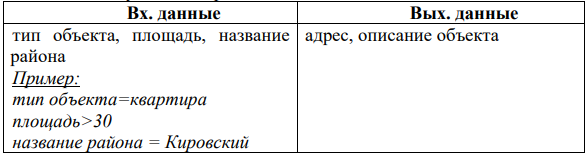 Вх. данные
Вых. данные
тип объекта, площадь, название
района
Пример:
тип объекта=квартира
площадь>30
название района = Кировский
адрес, описание объекта